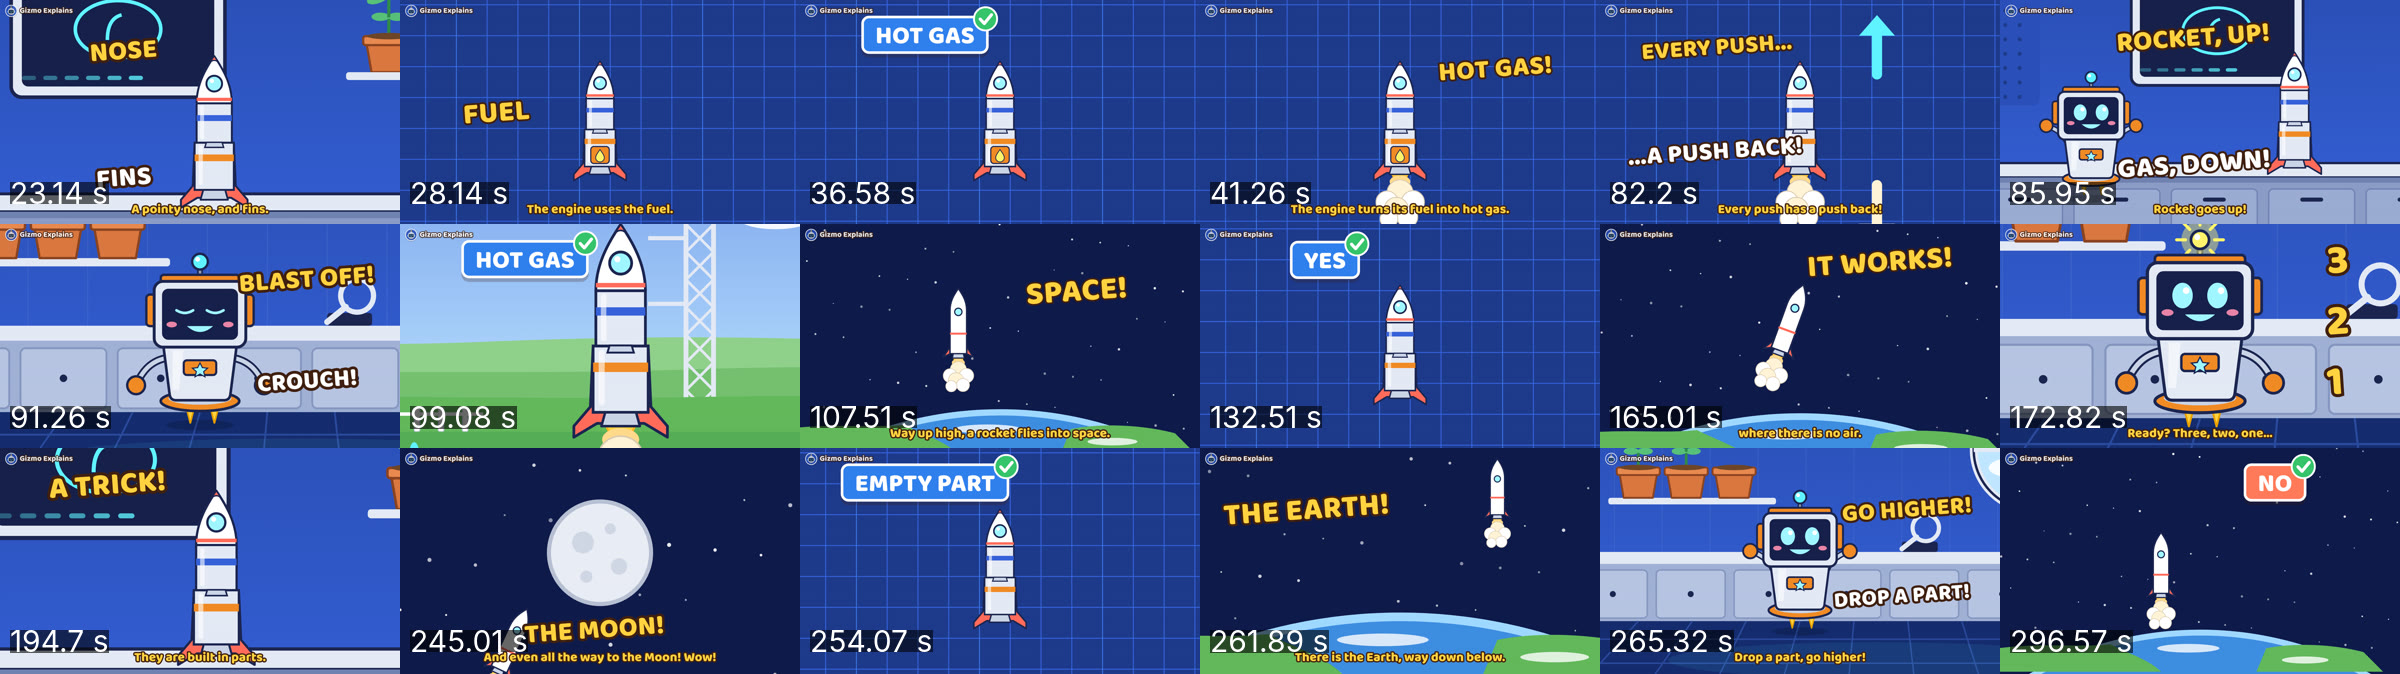 Gizmo Explains
NOSE
FINS
23.14 s
A pointy nose, and fins.
Gizmo Explains
FUEL
28.14 s
The engine uses the fuel.
Gizmo Explains
HOT GAS
36.58 s
Gizmo Explains
HOT GAS!
41.26 s
The engine turns its fuel into hot gas.
Gizmo Explains
EVERY PUSH...
...A PUSH BACK!
82.2 s
Every push has a push back!
Gizmo Explains
ROCKET, UP!
GAS, DOWN!
85.95 s
Rocket goes up!
Gizmo Explains
BLAST OFF!
CROUCH!
91.26 s
Gizmo Explains
HOT GAS
99.08 s
Gizmo Explains
SPACE!
107.51 s
Way up high, a rocket flies into space.
Gizmo Explains
YES
132.51 s
Gizmo Explains
IT WORKS!
165.01 s
where there is no air.
Gizmo Explains
3
2
1
172.82 s
Ready? Three, two, one...
Gizmo Explains
A TRICK!
194.7 s
They are built in parts.
Gizmo Explains
THE MOON!
245.01 s
And even all the way to the Moon! Wow!
Gizmo Explains
EMPTY PART
254.07 s
Gizmo Explains
THE EARTH!
261.89 s
There is the Earth, way down below.
Gizmo Explains
GO HIGHER!
DROP A PART!
265.32 s
Drop a part, go higher!
Gizmo Explains
NO
296.57 s